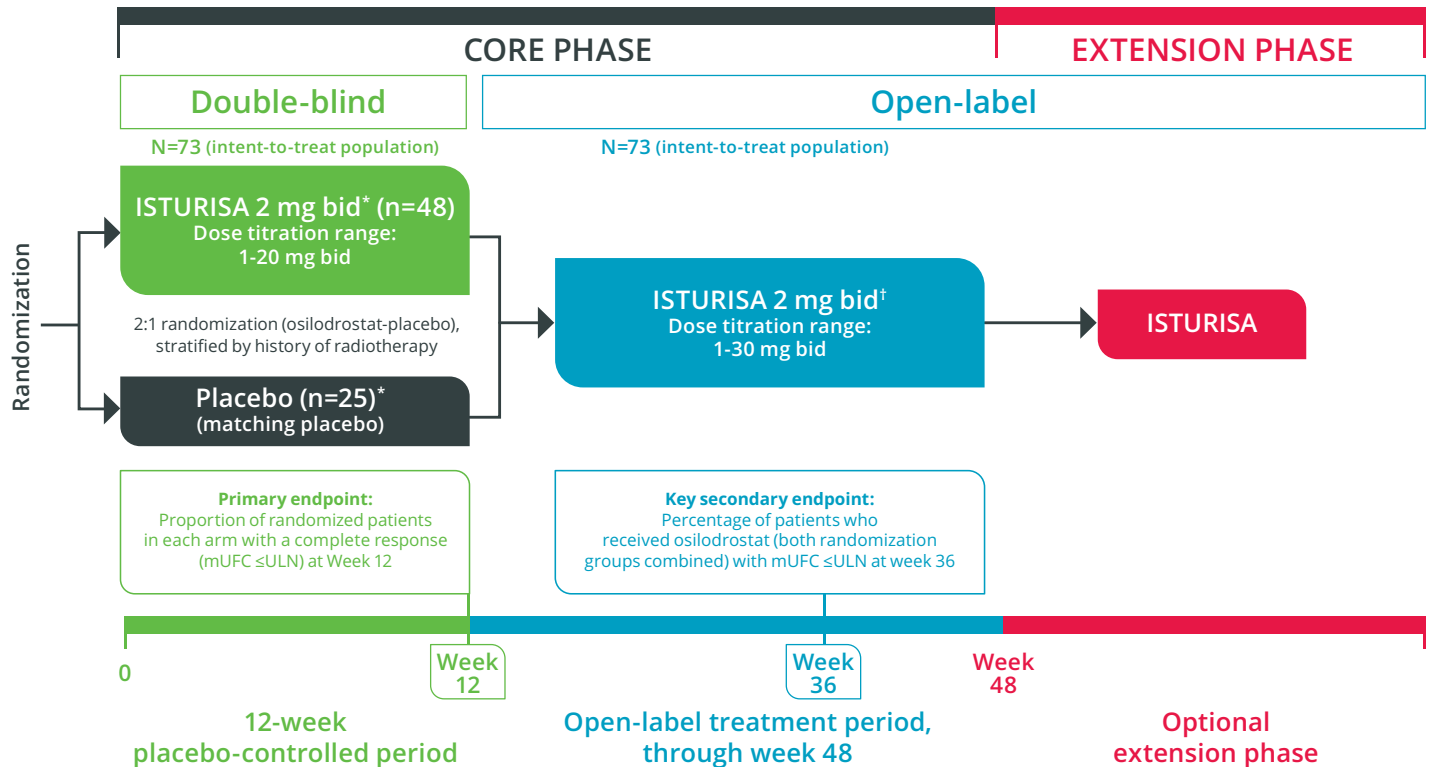 CORE PHASE
EXTENSION PHASE
Double-blind
Open-label
N=73 (intent-to-treat population)
N=73 (intent-to-treat population)
Randomization
ISTURISA 2 mg bid* (n=48)
Dose titration range:
1-20 mg bid
2:1 randomization (osilodrostat-placebo),
stratified by history of radiotherapy
Placebo (n=25)*
(matching placebo)
ISTURISA 2 mg bid†
Dose titration range:
1-30 mg bid
ISTURISA
Primary endpoint:
Proportion of randomized patients
in each arm with a complete response
(mUFC ≤ULN) at Week 12
Key secondary endpoint:
Percentage of patients who
received osilodrostat (both randomization
groups combined) with mUFC ≤ULN at week 36
0
Week
12
Week
36
Week
48
12-week
placebo-controlled period
Open-label treatment period,
through week 48
Optional
extension phase